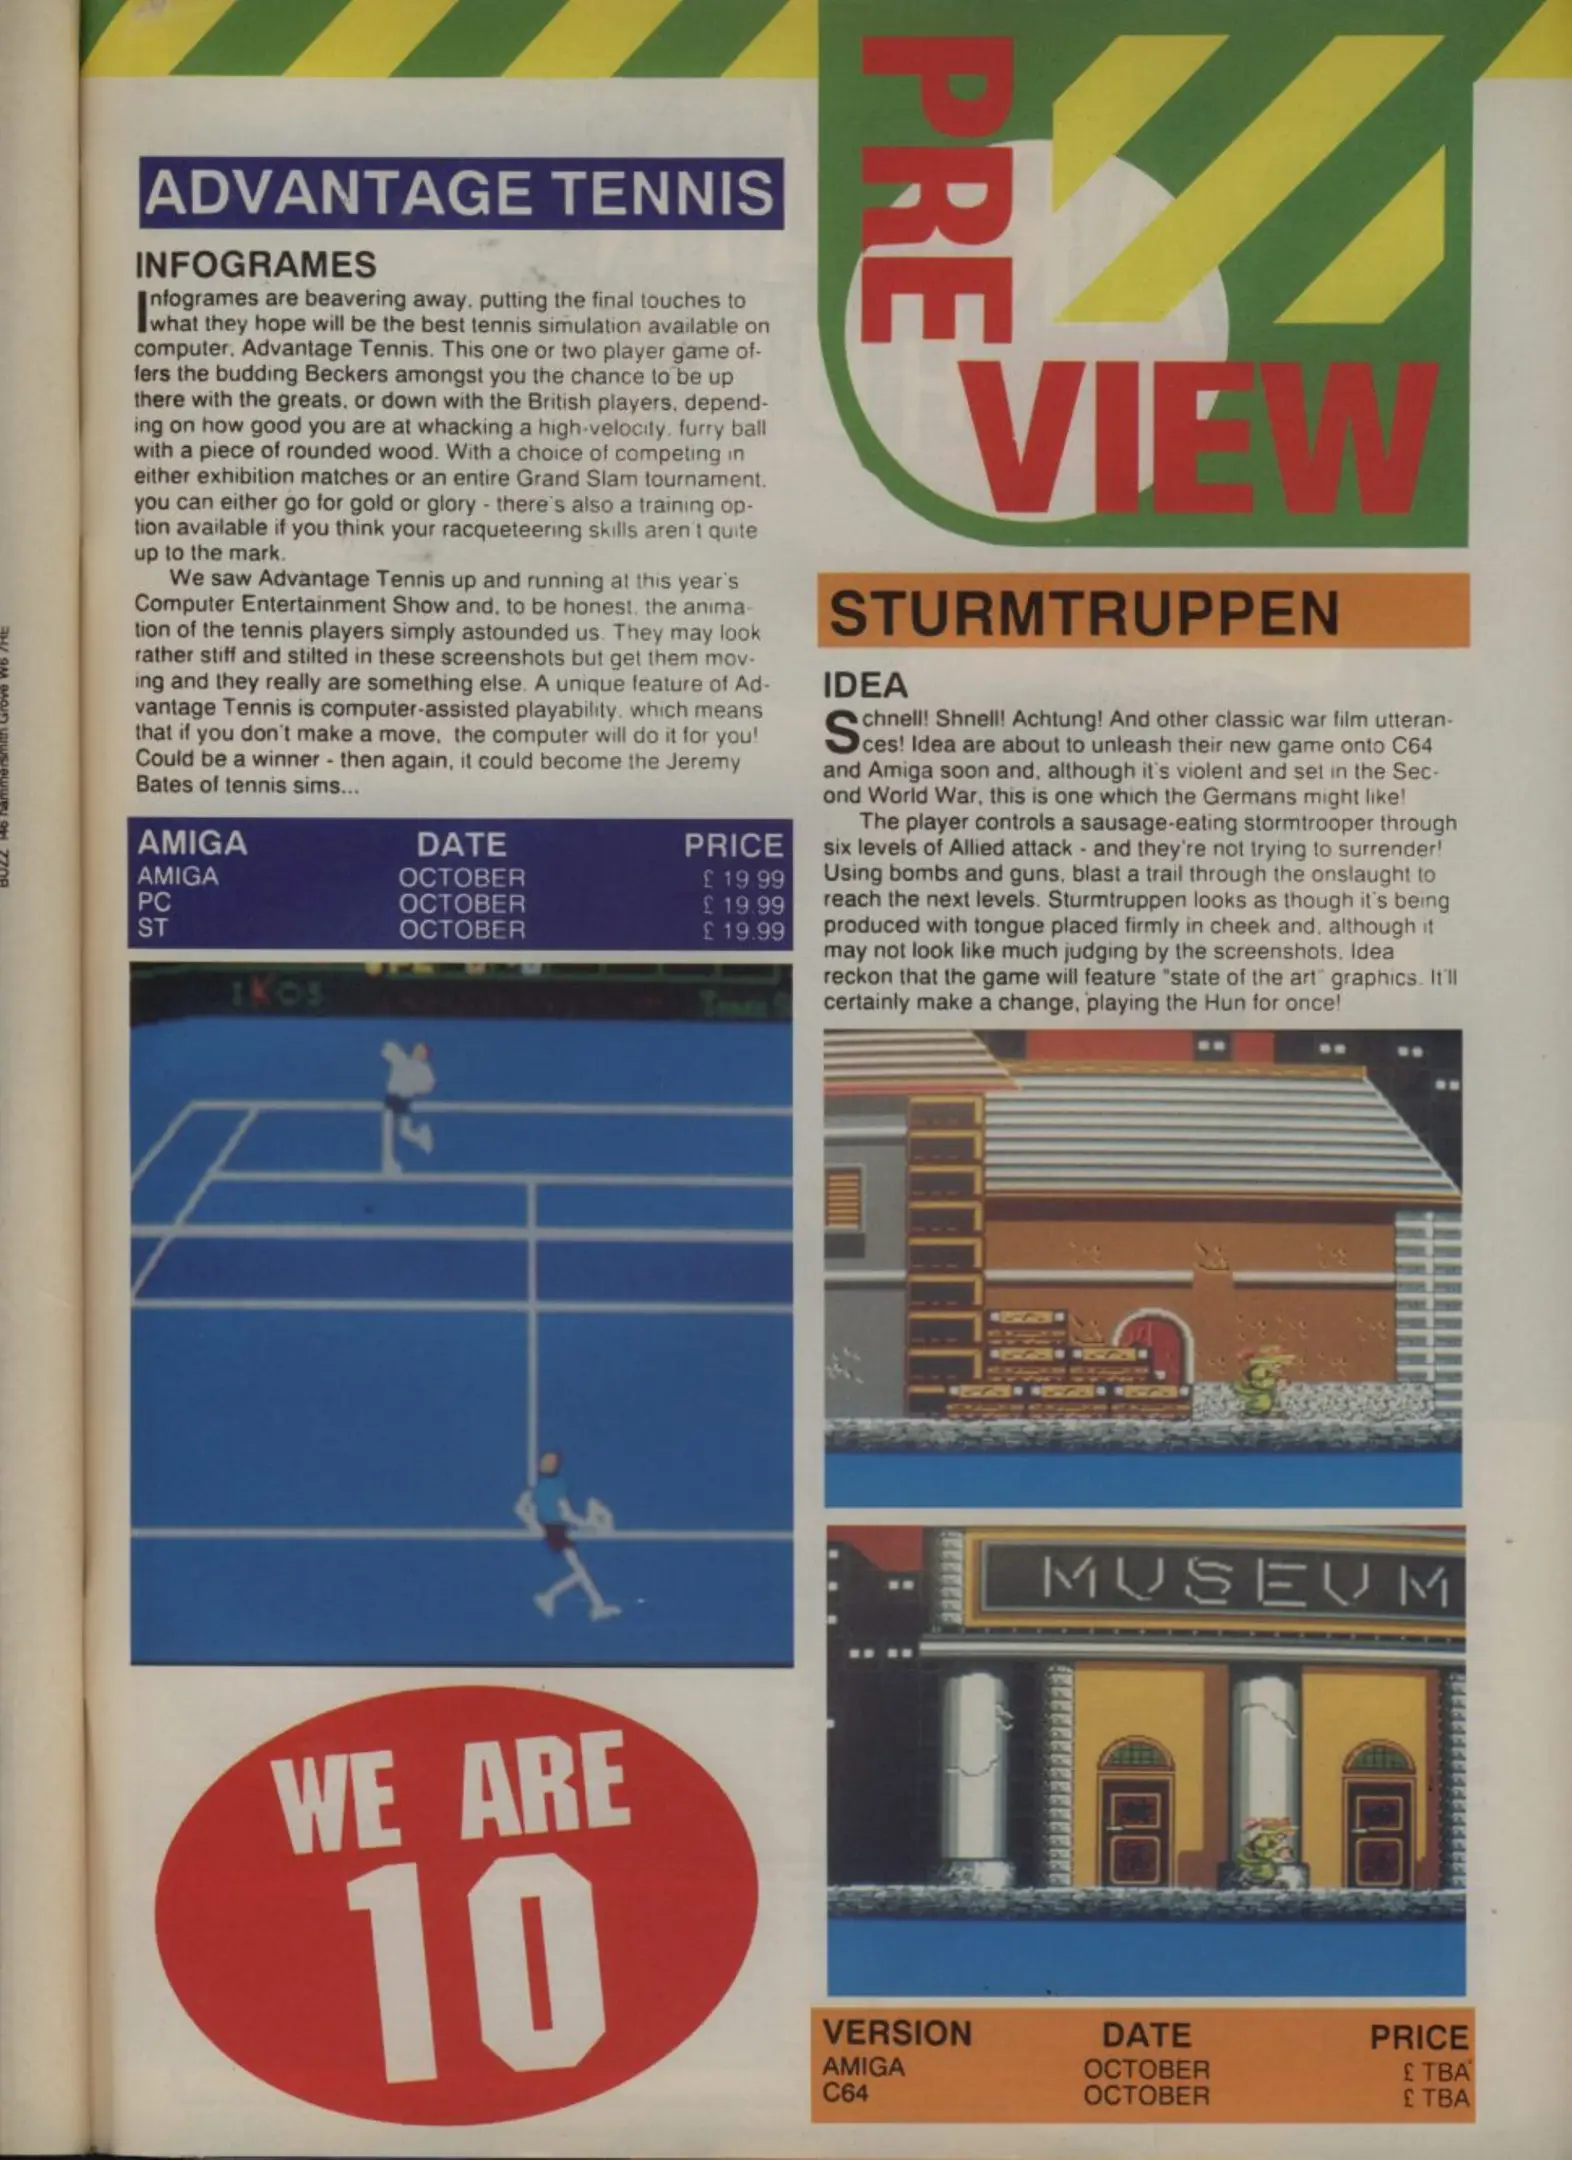 ADVANTAGE TENNIS
INFOGRAMES
Infogrames are beavering away, putting the final touches to
what they hope will be the best tennis simulation available on
computer, Advantage Tennis. This one or two player game of-
fers the budding Beckers amongst you the chance to be up
there with the greats, or down with the British players, depend-
ing on how good you are at whacking a high-velocity, furry ball
with a piece of rounded wood. With a choice of competing in
either exhibition matches or an entire Grand Slam tournament,
you can either go for gold or glory - there's also a training op-
tion available if you think your racqueteering skills aren't quite
up to the mark.
We saw Advantage Tennis up and running at this year's
Computer Entertainment Show and, to be honest, the anima-
tion of the tennis players simply astounded us. They may look
rather stiff and stilted in these screenshots but get them mov-
ing and they really are something else. A unique feature of Ad-
vantage Tennis is computer-assisted playability, which means
that if you don't make a move, the computer will do it for you!
Could be a winner - then again, it could become the Jeremy
Bates of tennis sims...
AMIGA DATE PRICE
AMIGA OCTOBER £ 19.99
PC OCTOBER £ 19.99
ST OCTOBER £ 19.99
WE ARE
10
PRE
VIEW
STURMTRUPPEN
IDEA
Schnell! Shnell! Achtung! And other classic war film utteran-
ces! Idea are about to unleash their new game onto C64
and Amiga soon and, although it's violent and set in the Sec-
ond World War, this is one which the Germans might like!
The player controls a sausage-eating stormtrooper through
six levels of Allied attack - and they're not trying to surrender!
Using bombs and guns, blast a trail through the onslaught to
reach the next levels. Sturmtruppen looks as though it's being
produced with tongue placed firmly in cheek and, although it
may not look like much judging by the screenshots, Idea
reckon that the game will feature "state of the art" graphics. It'll
certainly make a change, playing the Hun for once!
MUSEUM
VERSION DATE PRICE
AMIGA OCTOBER £ TBA
C64 OCTOBER £ TBA